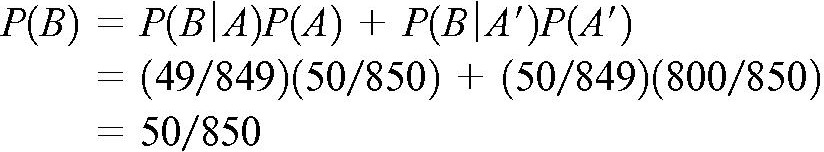 P(B) = P(B|A)P(A) + P(B|A′)P(A′)
= (49/849)(50/850) + (50/849)(800/850)
= 50/850